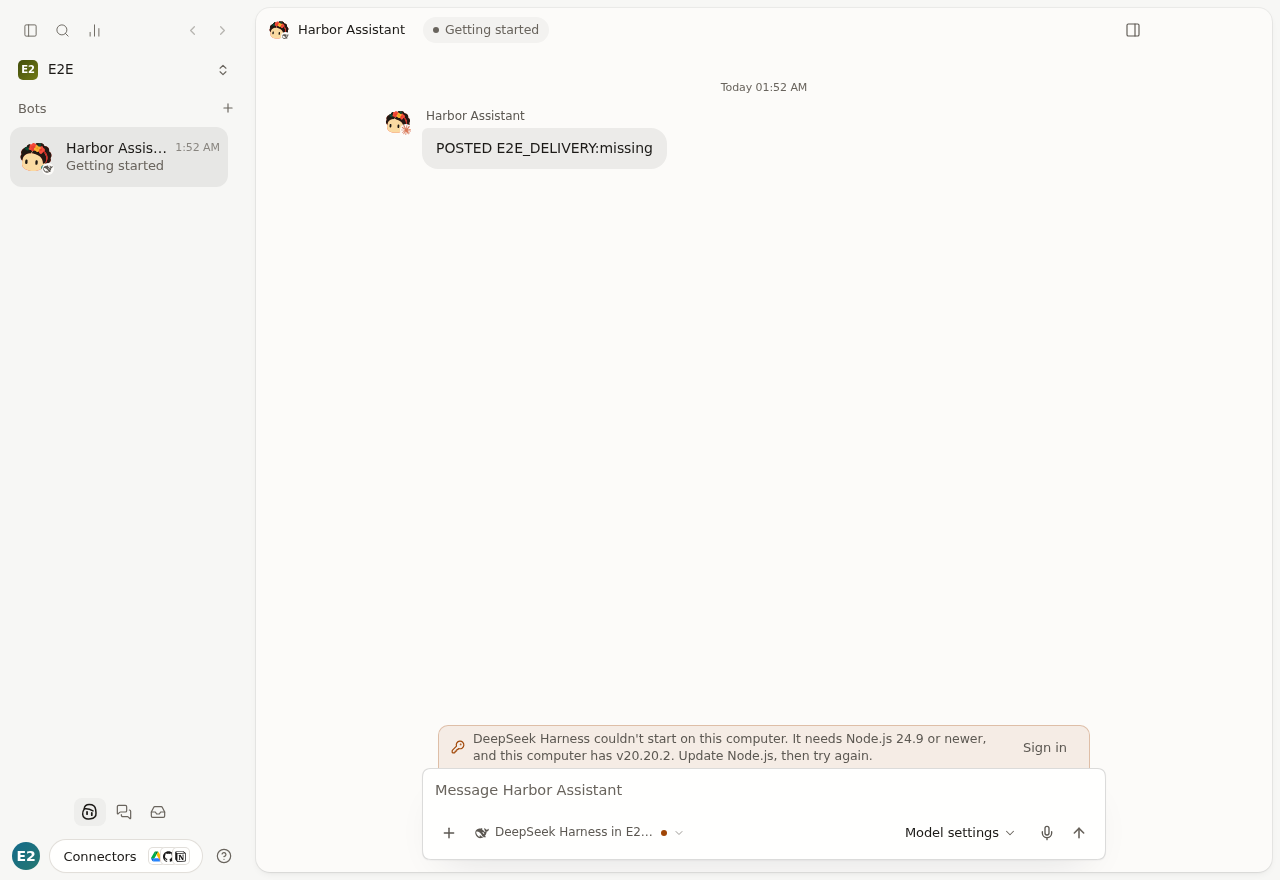 E2 E2E
Bots
Harbor Assis... 1:52 AM
Getting started
Harbor Assistant Getting started
Today 01:52 AM
Harbor Assistant
POSTED E2E_DELIVERY:missing
DeepSeek Harness couldn't start on this computer. It needs Node.js 24.9 or newer,
and this computer has v20.20.2. Update Node.js, then try again.
Sign in
Message Harbor Assistant
DeepSeek Harness in E2... Model settings
E2 Connectors